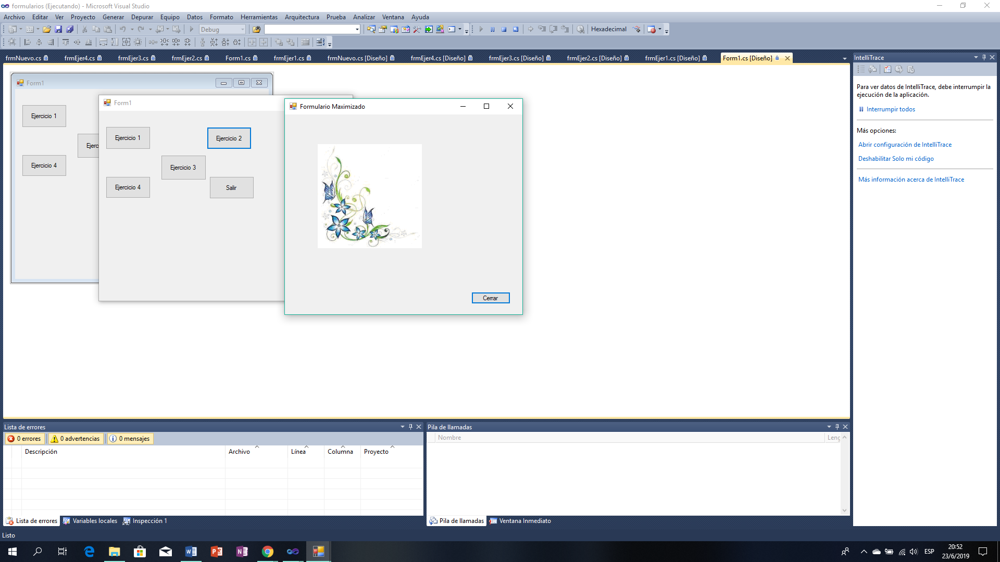 formularios (Ejecutando) - Microsoft Visual Studio
Archivo Editar Ver Proyecto Generar Depurar Equipo Datos Formato Herramientas Arquitectura Prueba Analizar Ventana Ayuda
Debug Hexadecimal
frmNuevo.cs frmEjer4.cs frmEjer3.cs frmEjer2.cs Form1.cs frmEjer1.cs frmNuevo.cs [Diseño] frmEjer4.cs [Diseño] frmEjer3.cs [Diseño] frmEjer2.cs [Diseño] frmEjer1.cs [Diseño] Form1.cs [Diseño]
Form1
Ejercicio 1
Ejerc
Ejercicio 4
Form1
Ejercicio 1
Ejercicio 2
Ejercicio 3
Ejercicio 4
Salir
Formulario Maximizado
Cerrar
IntelliTrace
Para ver datos de IntelliTrace, debe interrumpir la
ejecución de la aplicación.
Interrumpir todos
Más opciones:
Abrir configuración de IntelliTrace
Deshabilitar Solo mi código
Más información acerca de IntelliTrace
Lista de errores
0 errores 0 advertencias 0 mensajes
Descripción Archivo Línea Columna Proyecto
Lista de errores Variables locales Inspección 1
Pila de llamadas
Nombre Leng
Pila de llamadas Ventana Inmediato
Listo
ESP
20:52
23/6/2019